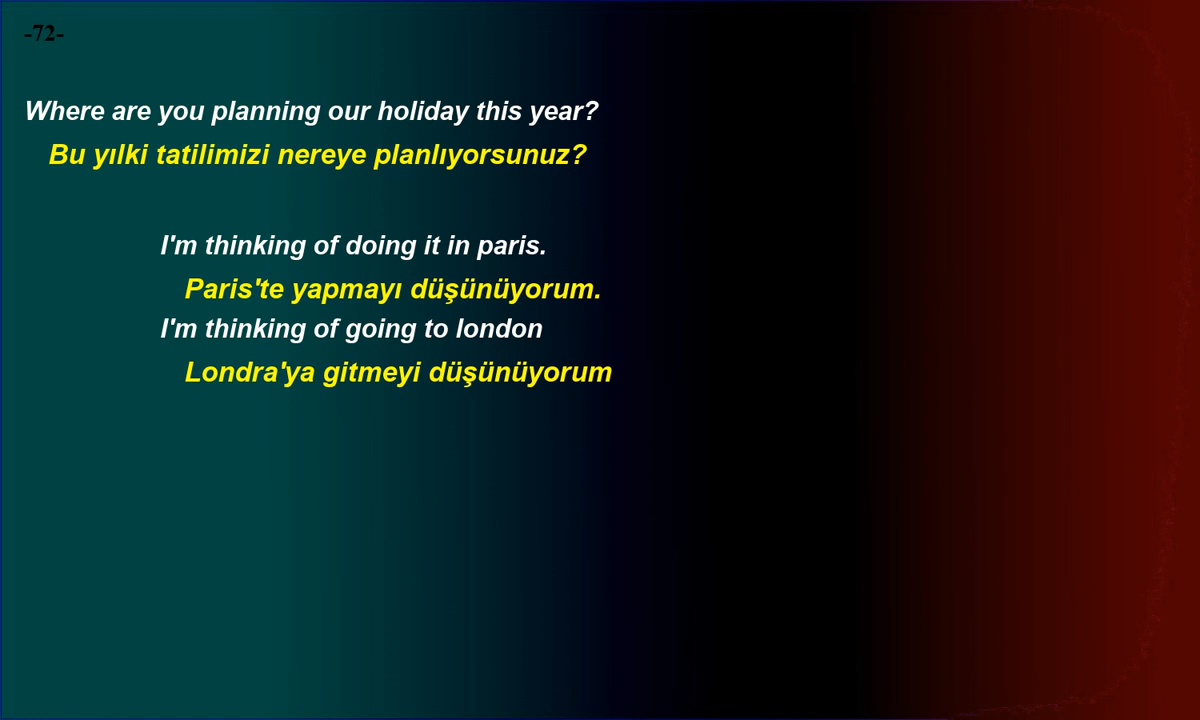 -72-
Where are you planning our holiday this year?
Bu yılki tatilimizi nereye planlıyorsunuz?
I'm thinking of doing it in paris.
Paris'te yapmayı düşünüyorum.
I'm thinking of going to london
Londra'ya gitmeyi düşünüyorum